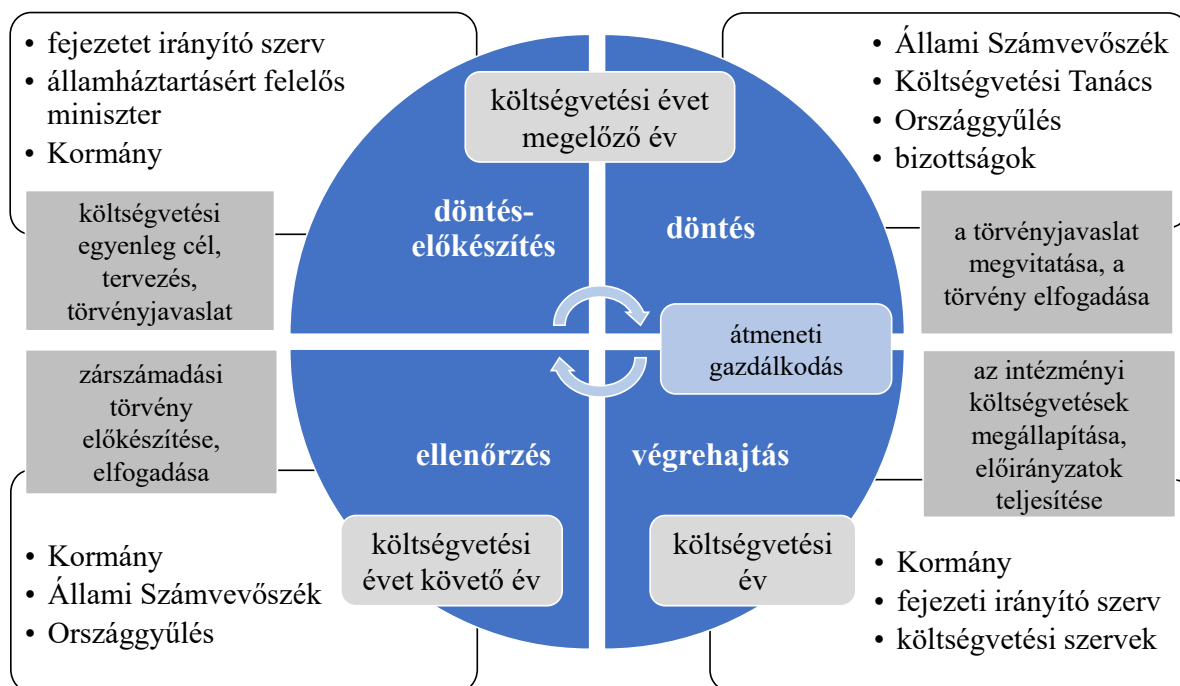 • fejezetet irányító szerv
• államháztartásért felelős
miniszter
• Kormány
költségvetési
egyenleg cél,
tervezés,
törvényjavaslat
költségvetési évet
megelőző év
döntés-
előkészítés
döntés
• Állami Számvevőszék
• Költségvetési Tanács
• Országgyűlés
• bizottságok
a törvényjavaslat
megvitatása, a
törvény elfogadása
átmeneti
gazdálkodás
zárszámadási
törvény
előkészítése,
elfogadása
ellenőrzés
végrehajtás
az intézményi
költségvetések
megállapítása,
előirányzatok
teljesítése
• Kormány
• Állami Számvevőszék
• Országgyűlés
költségvetési
évet követő év
költségvetési
év
• Kormány
• fejezeti irányító szerv
• költségvetési szervek